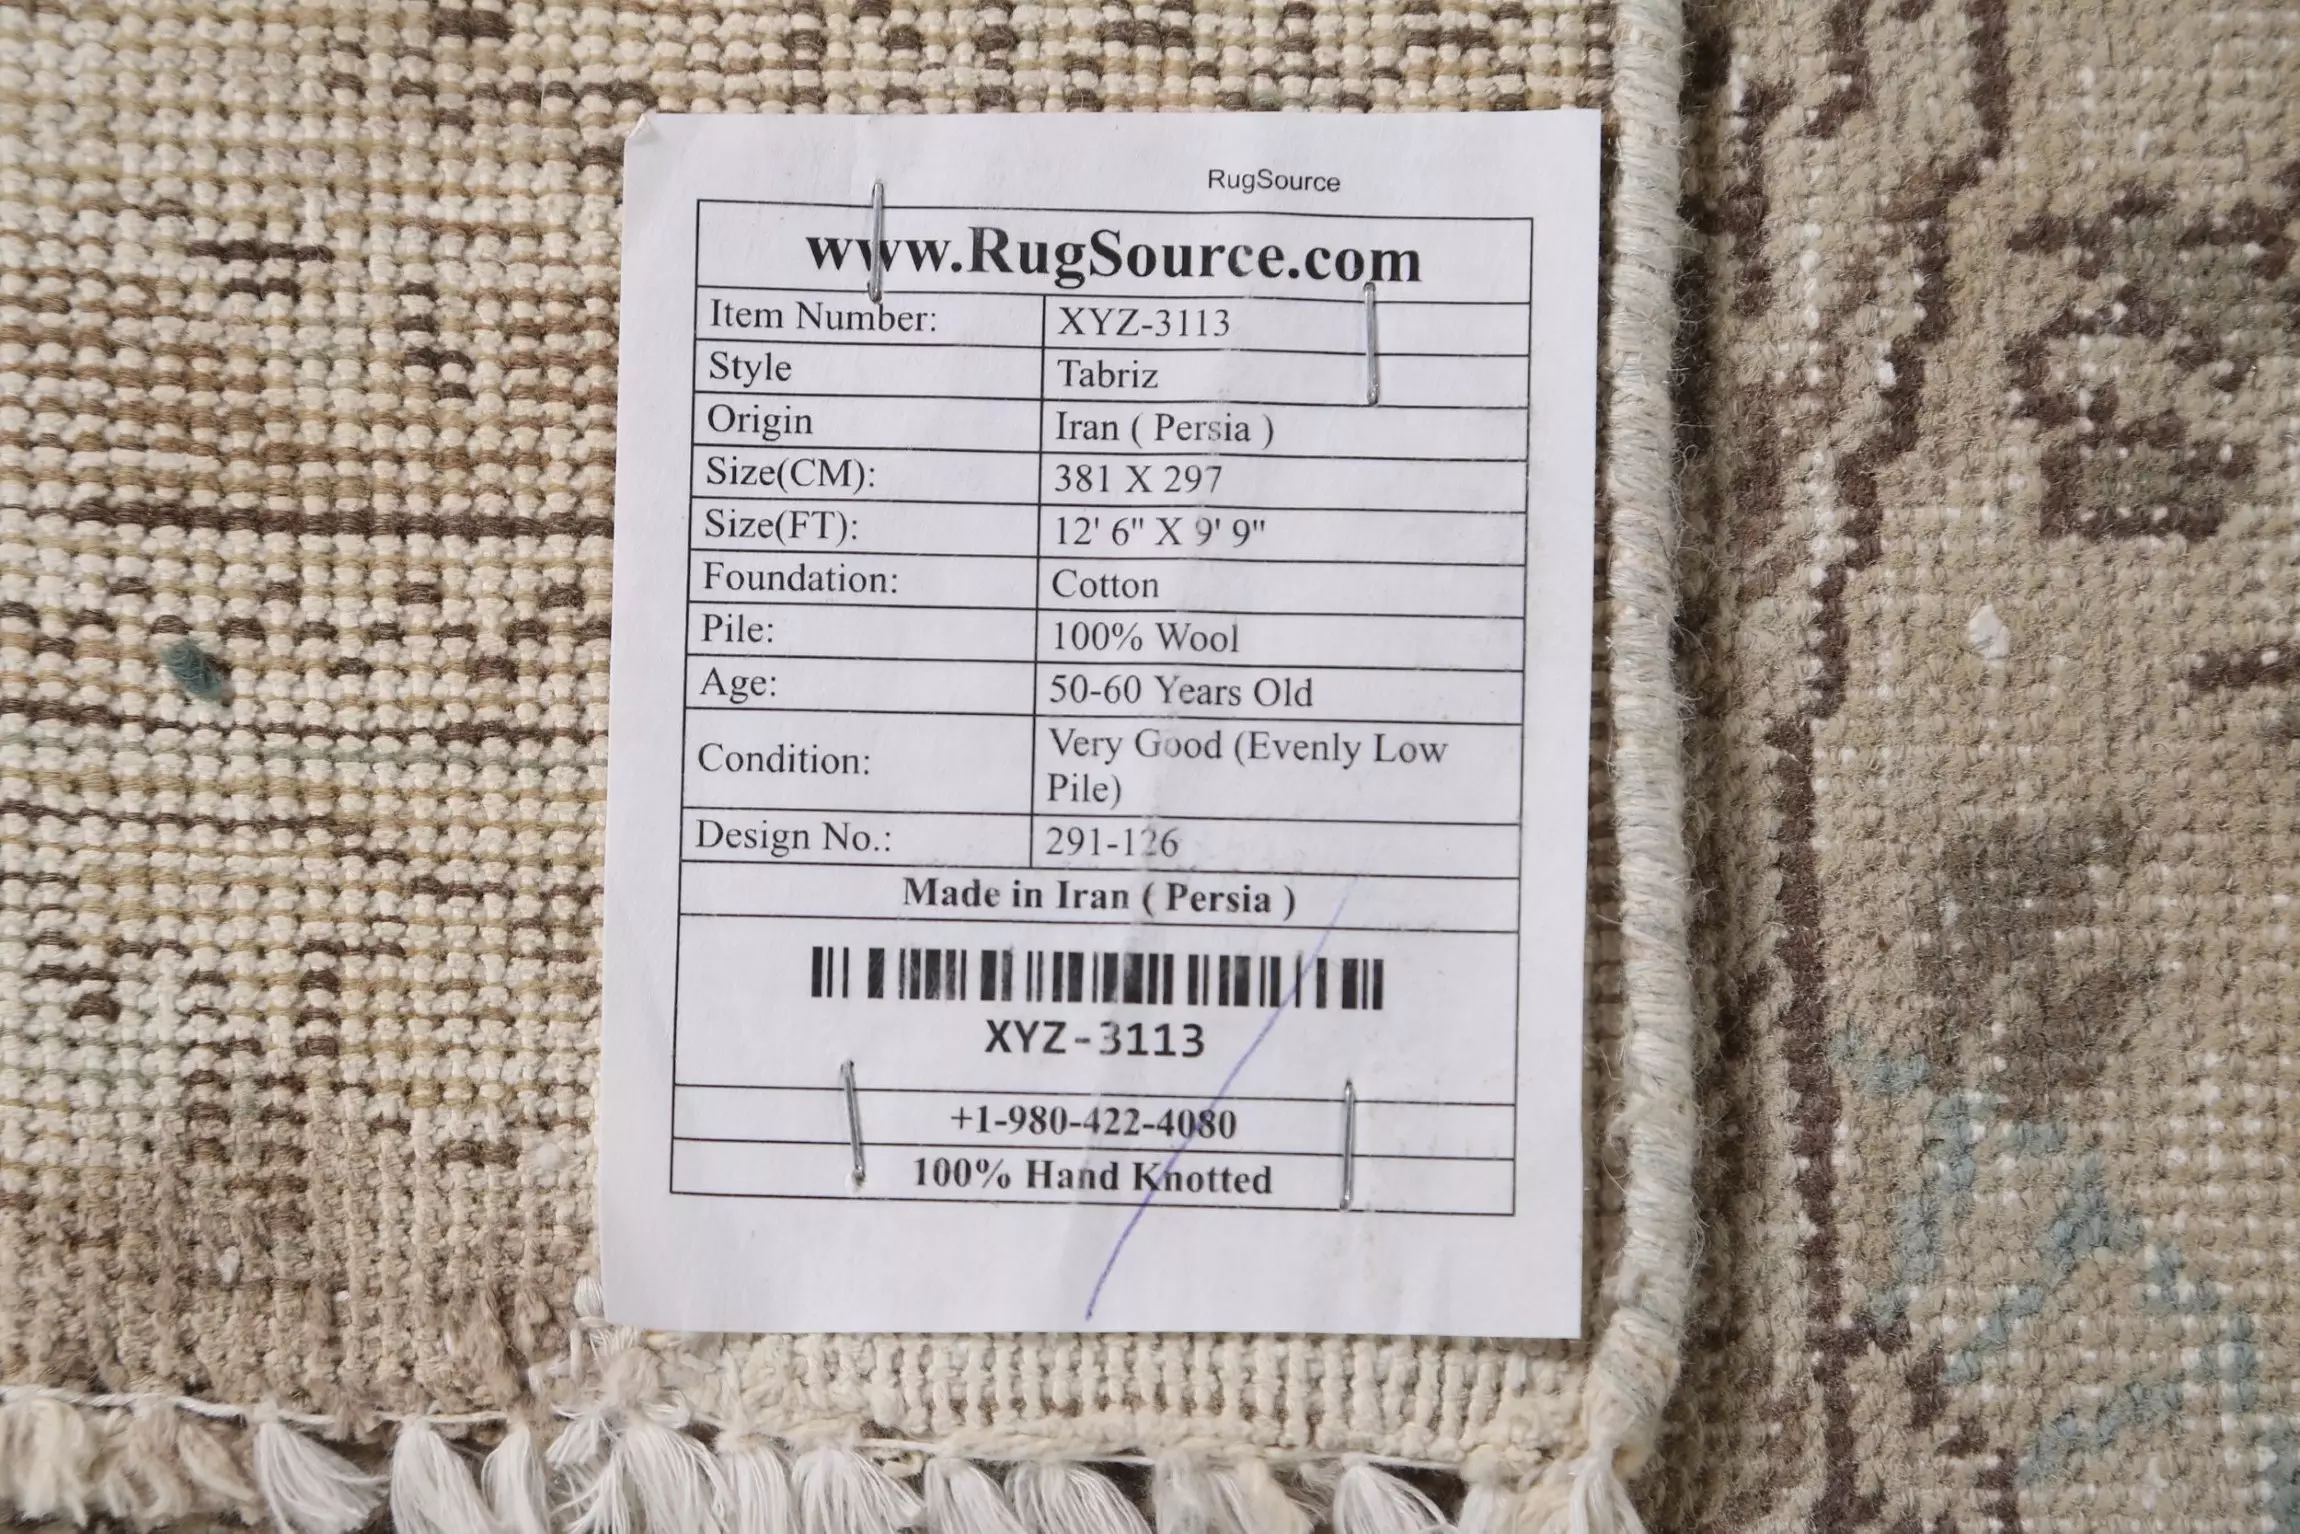 RugSource
www.RugSource.com
Item Number: XYZ-3113
Style Tabriz
Origin Iran ( Persia )
Size(CM): 381 X 297
Size(FT): 12' 6" X 9' 9"
Foundation: Cotton
Pile: 100% Wool
Age: 50-60 Years Old
Condition: Very Good (Evenly Low
Pile)
Design No.: 291-126
Made in Iran ( Persia )
XYZ-3113
+1-980-422-4080
100% Hand Knotted